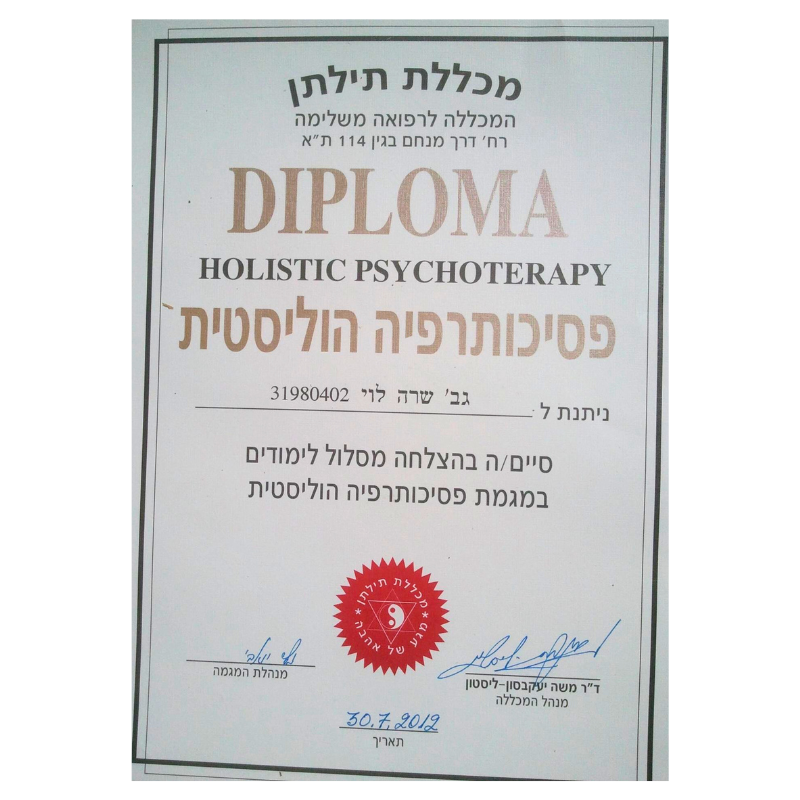 מכללת תילתן
המכללה לרפואה משלימה
רח' דרך מנחם בגין 114 ת"א
DIPLOMA
HOLISTIC PSYCHOTERAPY
פסיכותרפיה הוליסטית
ניתנת ל גב' שרה לוי 31980402
סיים/ה בהצלחה מסלול לימודים
במגמת פסיכותרפיה הוליסטית
מכללת תילתן
מגע של אהבה
מנהלת המגמה
ד"ר משה יעקבסון-ליסטון
מנהל המכללה
30.7.2012
תאריך